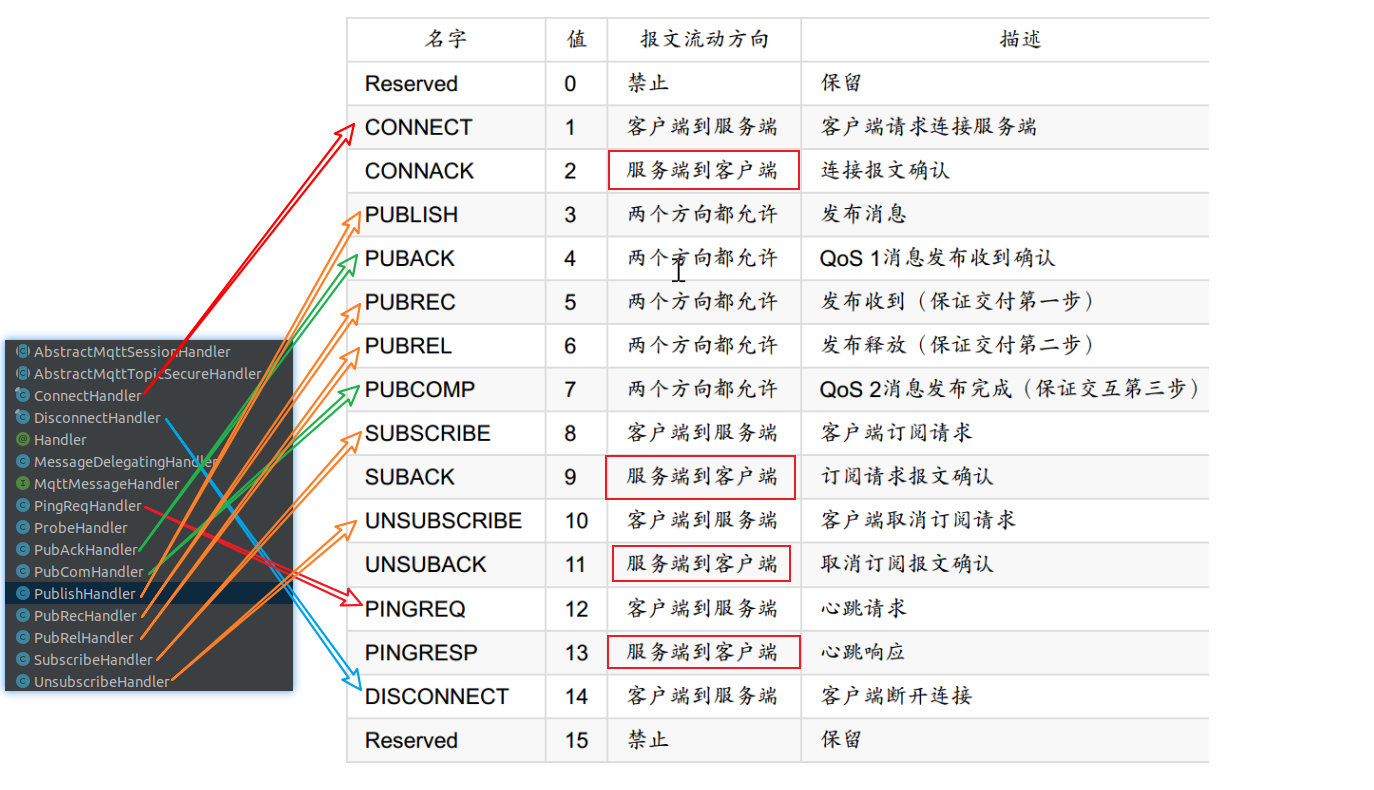 名字 值 报文流动方向 描述
Reserved 0 禁止 保留
CONNECT 1 客户端到服务端 客户端请求连接服务端
CONNACK 2 服务端到客户端 连接报文确认
PUBLISH 3 两个方向都允许 发布消息
PUBACK 4 两个方向都允许 QoS 1消息发布收到确认
PUBREC 5 两个方向都允许 发布收到（保证交付第一步）
PUBREL 6 两个方向都允许 发布释放（保证交付第二步）
PUBCOMP 7 两个方向都允许 QoS 2消息发布完成（保证交互第三步）
SUBSCRIBE 8 客户端到服务端 客户端订阅请求
SUBACK 9 服务端到客户端 订阅请求报文确认
UNSUBSCRIBE 10 客户端到服务端 客户端取消订阅请求
UNSUBACK 11 服务端到客户端 取消订阅报文确认
PINGREQ 12 客户端到服务端 心跳请求
PINGRESP 13 服务端到客户端 心跳响应
DISCONNECT 14 客户端到服务端 客户端断开连接
Reserved 15 禁止 保留
AbstractMqttSessionHandler
AbstractMqttTopicSecureHandler
ConnectHandler
DisconnectHandler
Handler
MessageDelegatingHandler
MqttMessageHandler
PingReqHandler
ProbeHandler
PubAckHandler
PubComHandler
PublishHandler
PubRecHandler
PubRelHandler
SubscribeHandler
UnsubscribeHandler